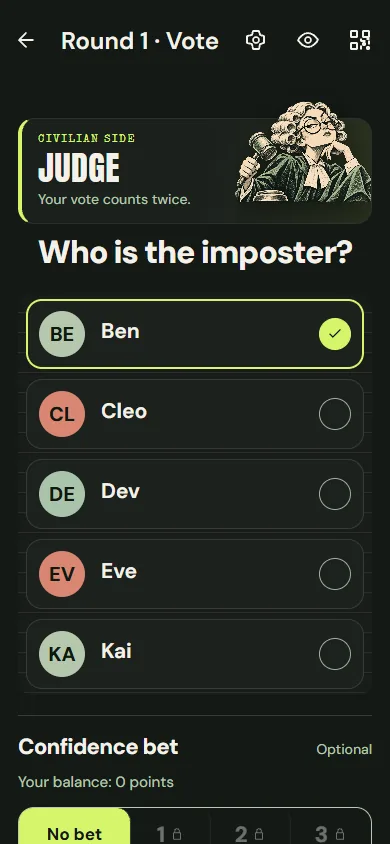 Round 1 · Vote
CIVILIAN SIDE
JUDGE
Your vote counts twice.
Who is the imposter?
BE Ben
CL Cleo
DE Dev
EV Eve
KA Kai
Confidence bet Optional
Your balance: 0 points
No bet 1 2 3